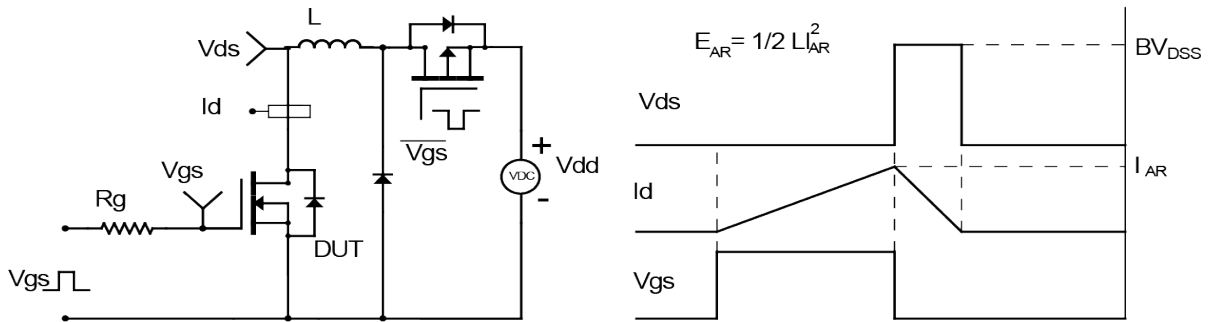 L
Vds
Id
Vgs
Vgs
Rg
DUT
Vgs
VDC
+
-
Vdd
E_AR= 1/2 LI²_AR
Vds
BV_DSS
Id
I_AR
Vgs